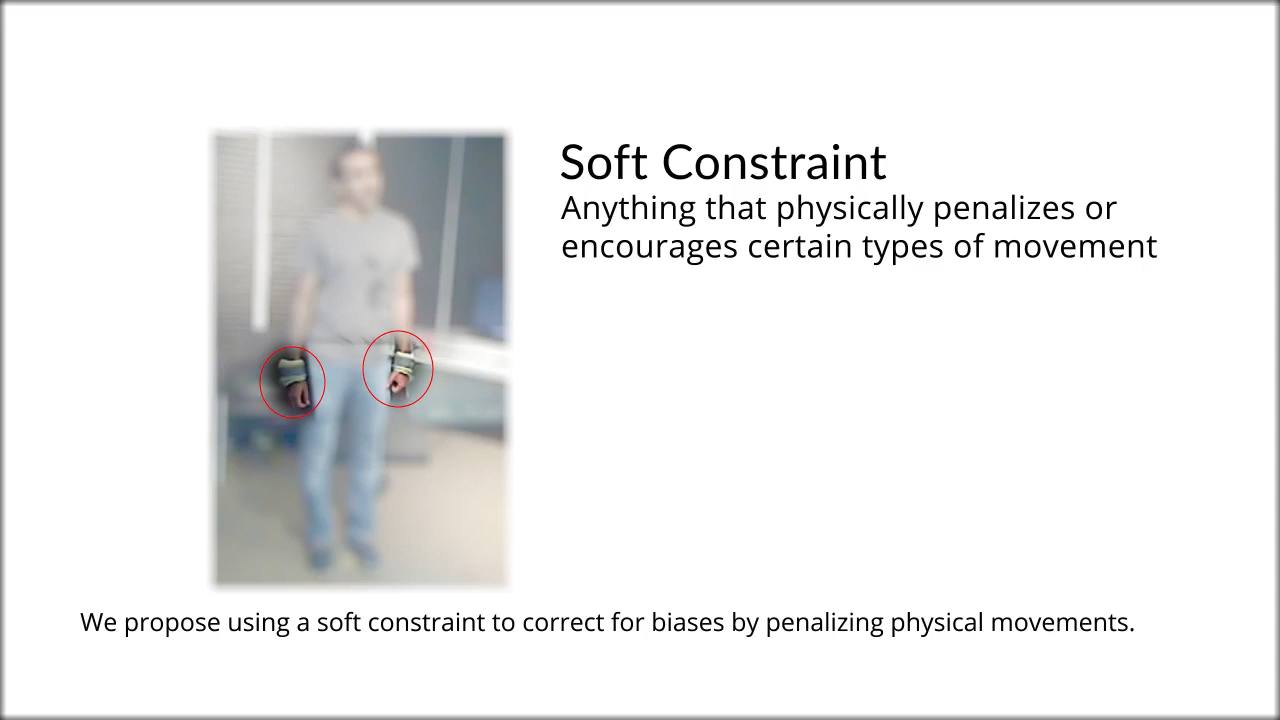 Soft Constraint
Anything that physically penalizes or
encourages certain types of movement
We propose using a soft constraint to correct for biases by penalizing physical movements.